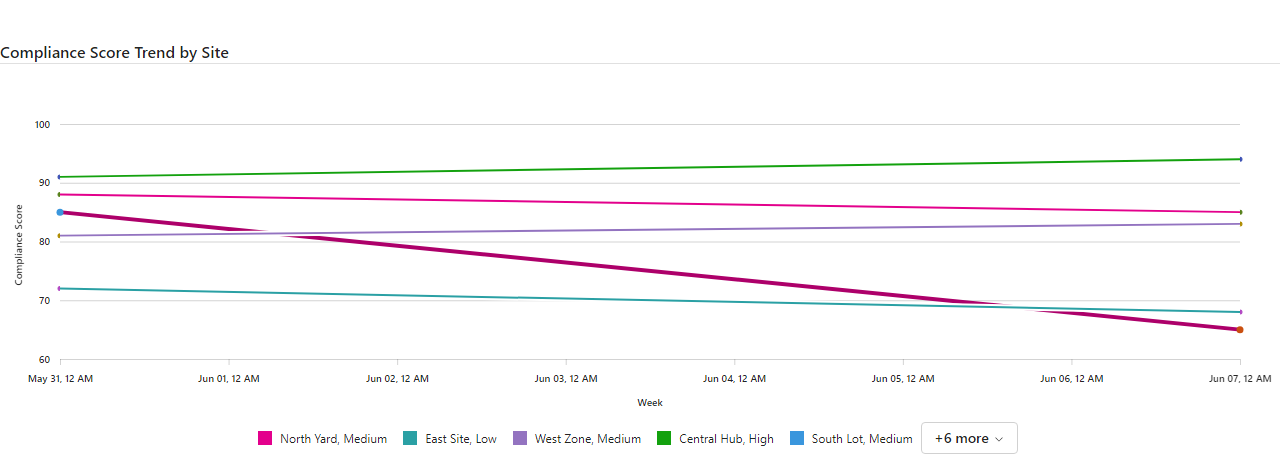 Compliance Score Trend by Site
100
90
80
70
60
Compliance Score
May 31, 12 AM Jun 01, 12 AM Jun 02, 12 AM Jun 03, 12 AM Jun 04, 12 AM Jun 05, 12 AM Jun 06, 12 AM Jun 07, 12 AM
Week
North Yard, Medium East Site, Low West Zone, Medium Central Hub, High South Lot, Medium +6 more